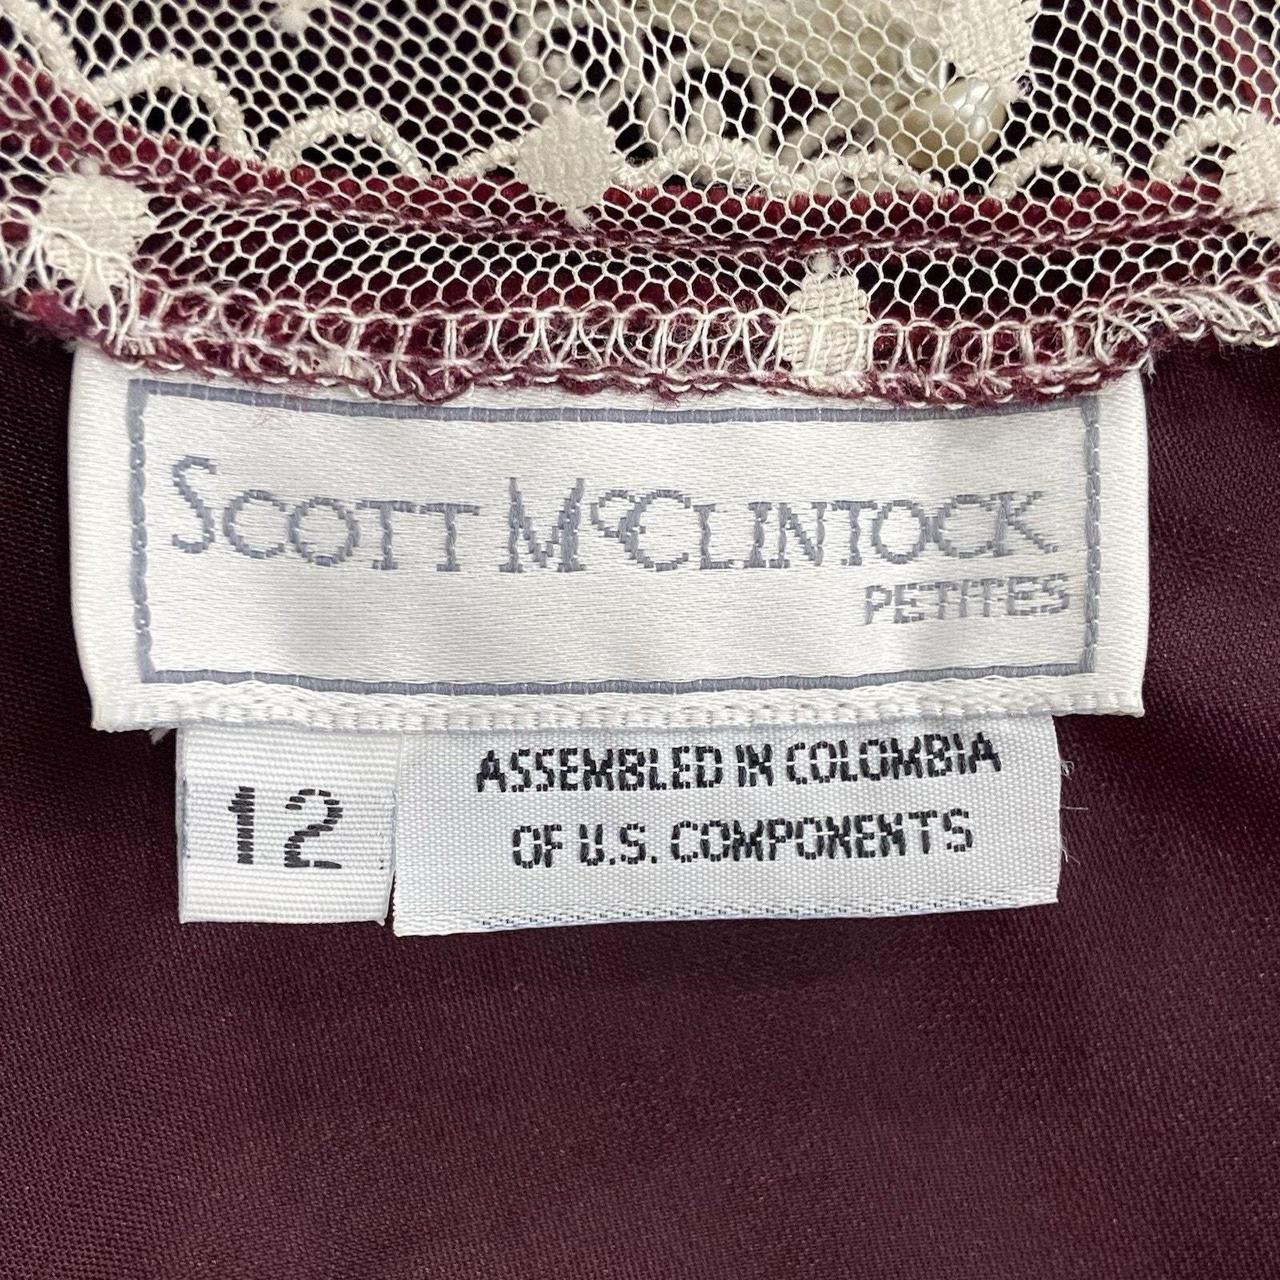 SCOTT McCLINTOCK
PETITES
12
ASSEMBLED IN COLOMBIA
OF U.S. COMPONENTS